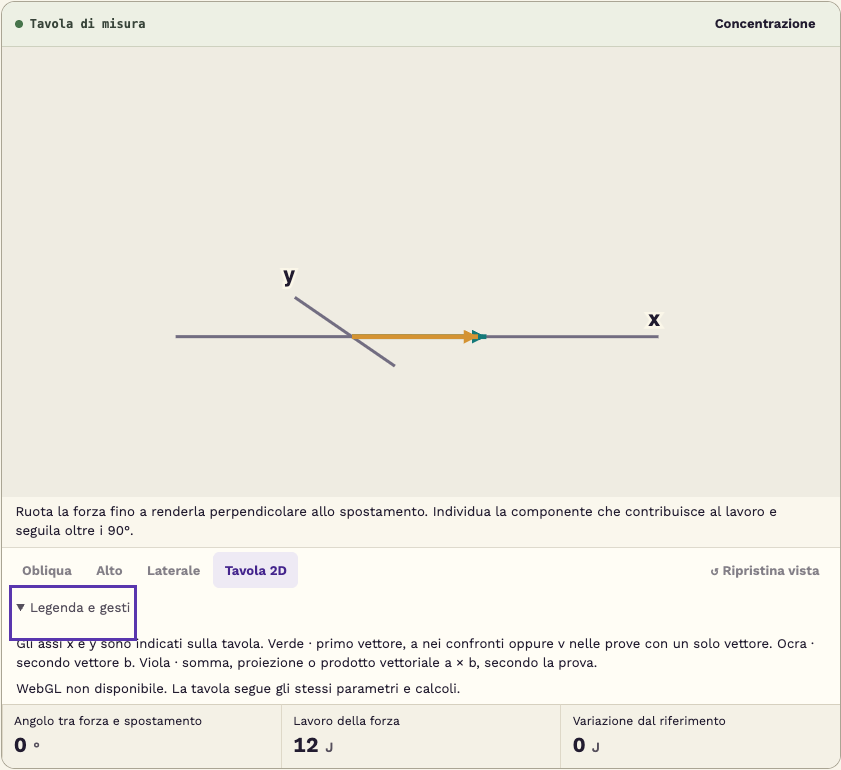 Tavola di misura
Concentrazione
y
x
Ruota la forza fino a renderla perpendicolare allo spostamento. Individua la componente che contribuisce al lavoro e
seguila oltre i 90°.
Obliqua Alto Laterale Tavola 2D ↺ Ripristina vista
▼ Legenda e gesti
Gli assi x e y sono indicati sulla tavola. Verde · primo vettore, a nei confronti oppure v nelle prove con un solo vettore. Ocra ·
secondo vettore b. Viola · somma, proiezione o prodotto vettoriale a × b, secondo la prova.
WebGL non disponibile. La tavola segue gli stessi parametri e calcoli.
Angolo tra forza e spostamento
0 °
Lavoro della forza
12 J
Variazione dal riferimento
0 J